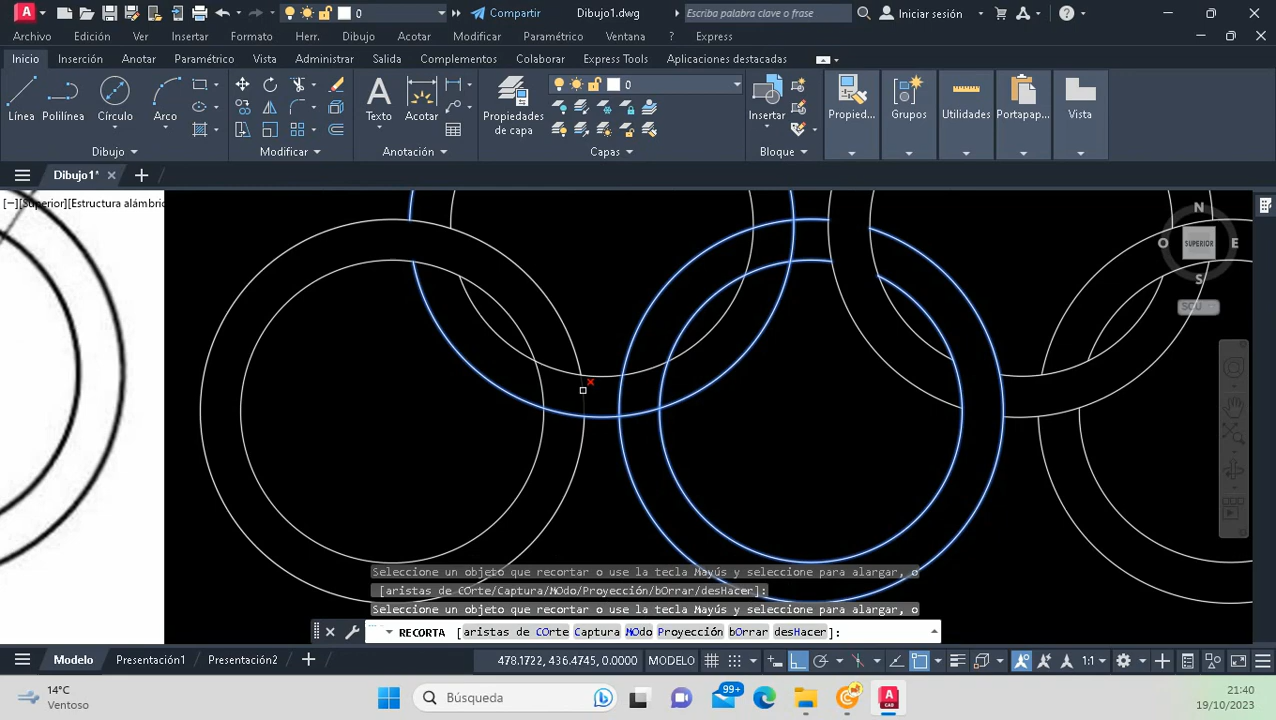 A CAD
0
Compartir
Dibujo1.dwg
Escriba palabra clave o frase
Iniciar sesión
Archivo Edición Ver Insertar Formato Herr. Dibujo Acotar Modificar Paramétrico Ventana ? Express
Inicio Inserción Anotar Paramétrico Vista Administrar Salida Complementos Colaborar Express Tools Aplicaciones destacadas
0
Línea Polilínea Círculo Arco
Texto Acotar
Propiedades de capa
Insertar
Propied... Grupos Utilidades Portapap... Vista
Dibujo Modificar Anotación Capas Bloque
Dibujo1*
[−][Superior][Estructura alámbric
N
O SUPERIOR E
S
SCU
Seleccione un objeto que recortar o use la tecla Mayús y seleccione para alargar, o
[aristas de COrte/Captura/MOdo/Proyección/bOrrar/desHacer]:
Seleccione un objeto que recortar o use la tecla Mayús y seleccione para alargar, o
RECORTA [aristas de COrte Captura MOdo Proyección bOrrar desHacer]:
Modelo Presentación1 Presentación2
478.1722, 436.4745, 0.0000 MODELO 1:1
14°C
Ventoso
Búsqueda
99+
A CAD
21:40
19/10/2023